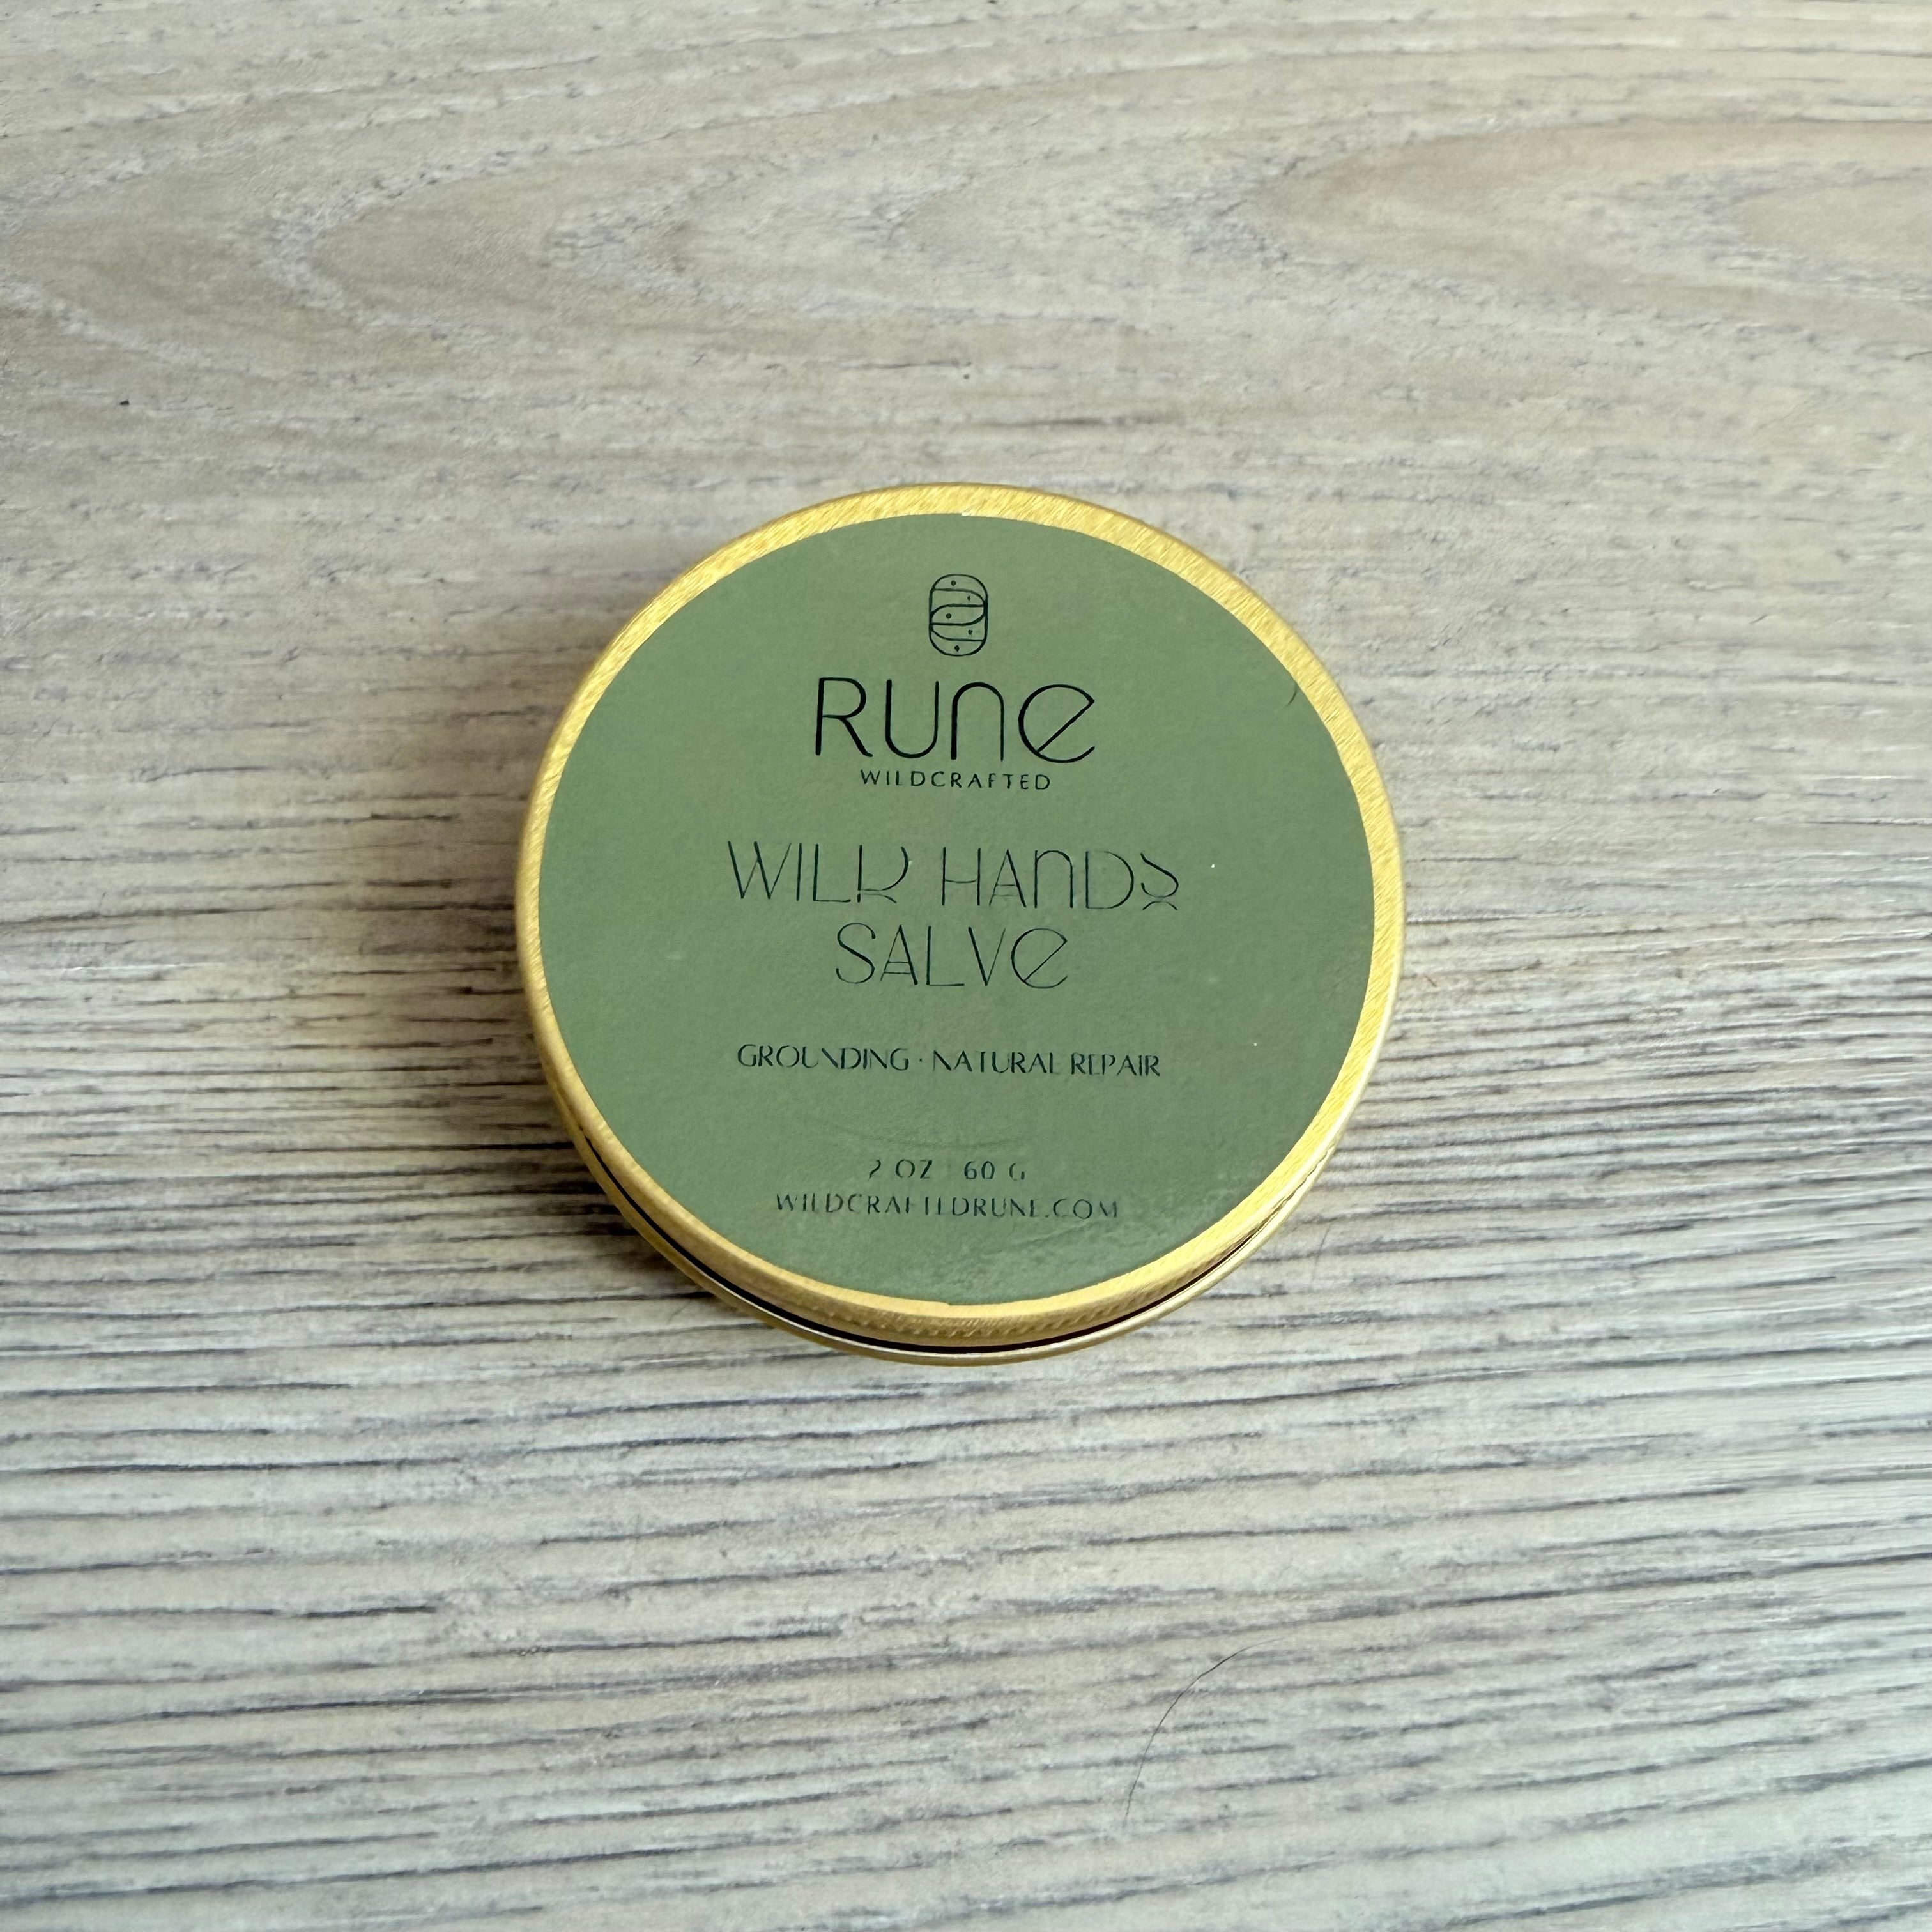 RUNE
WILDCRAFTED
WILD HANDS
SALVE
GROUNDING · NATURAL REPAIR
2 OZ 60 G
WILDCRAFTEDRUNE.COM